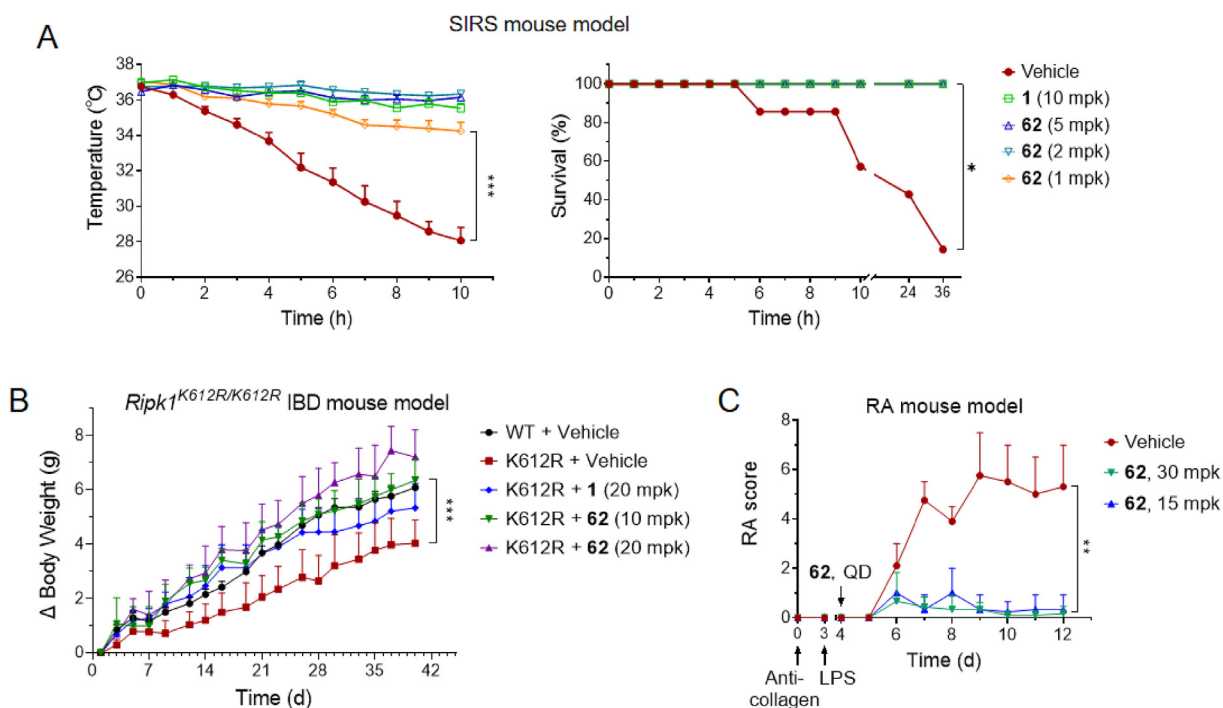 SIRS mouse model
A
38
36
34
32
30
28
26
Temperature (°C)
0 2 4 6 8 10
Time (h)
***
100
80
60
40
20
0
Survival (%)
0 2 4 6 8 10 24 36
Time (h)
*
Vehicle
1 (10 mpk)
62 (5 mpk)
62 (2 mpk)
62 (1 mpk)
B
Ripk1K612R/K612R IBD mouse model
8
6
4
2
0
Δ Body Weight (g)
0 7 14 21 28 35 42
Time (d)
***
WT + Vehicle
K612R + Vehicle
K612R + 1 (20 mpk)
K612R + 62 (10 mpk)
K612R + 62 (20 mpk)
C
RA mouse model
8
6
4
2
0
RA score
62, QD
0 3 4 6 8 10 12
Time (d)
Anti-
collagen
LPS
**
Vehicle
62, 30 mpk
62, 15 mpk